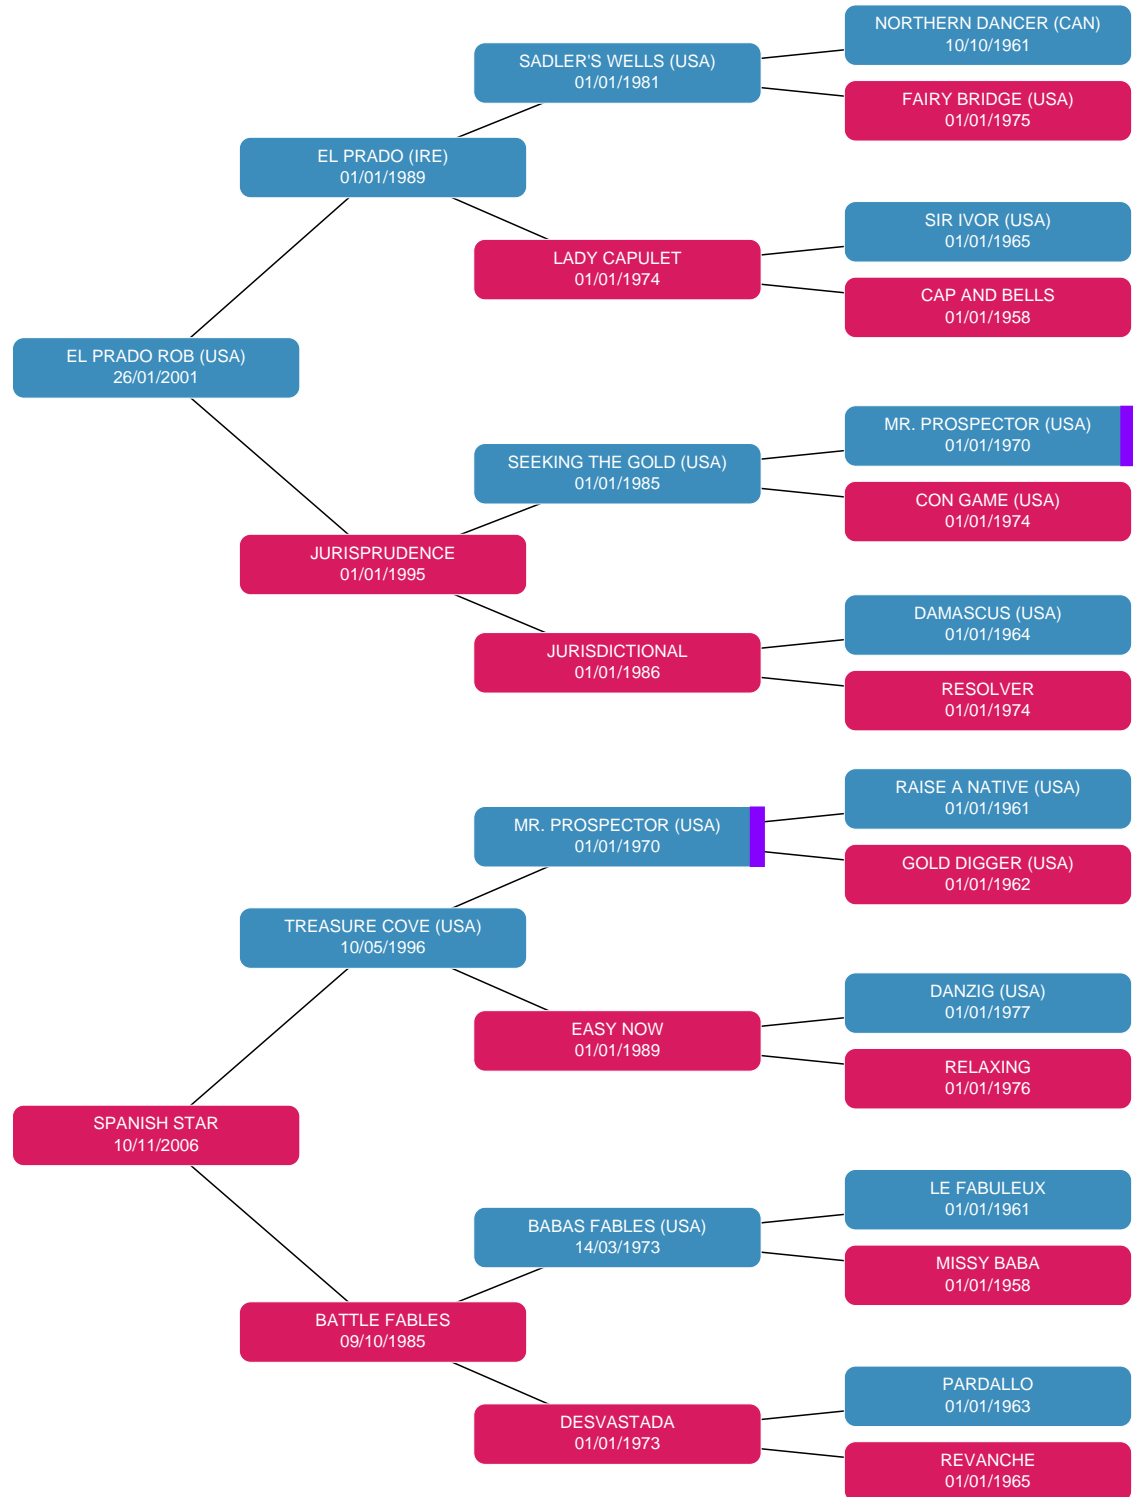 NORTHERN DANCER (CAN)
10/10/1961
SADLER'S WELLS (USA)
01/01/1981
FAIRY BRIDGE (USA)
01/01/1975
EL PRADO (IRE)
01/01/1989
SIR IVOR (USA)
01/01/1965
LADY CAPULET
01/01/1974
CAP AND BELLS
01/01/1958
EL PRADO ROB (USA)
26/01/2001
MR. PROSPECTOR (USA)
01/01/1970
SEEKING THE GOLD (USA)
01/01/1985
CON GAME (USA)
01/01/1974
JURISPRUDENCE
01/01/1995
DAMASCUS (USA)
01/01/1964
JURISDICTIONAL
01/01/1986
RESOLVER
01/01/1974
RAISE A NATIVE (USA)
01/01/1961
MR. PROSPECTOR (USA)
01/01/1970
GOLD DIGGER (USA)
01/01/1962
TREASURE COVE (USA)
10/05/1996
DANZIG (USA)
01/01/1977
EASY NOW
01/01/1989
RELAXING
01/01/1976
SPANISH STAR
10/11/2006
LE FABULEUX
01/01/1961
BABAS FABLES (USA)
14/03/1973
MISSY BABA
01/01/1958
BATTLE FABLES
09/10/1985
PARDALLO
01/01/1963
DESVASTADA
01/01/1973
REVANCHE
01/01/1965